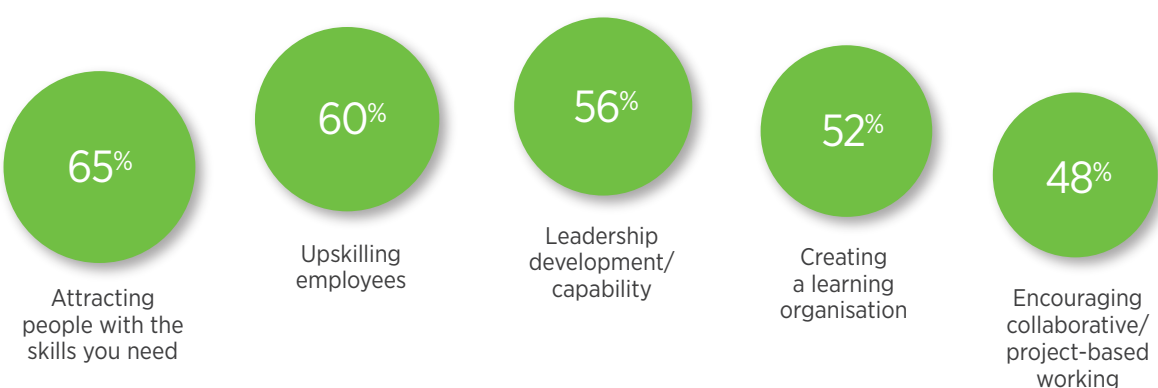 65%
Attracting
people with the
skills you need
60%
Upskilling
employees
56%
Leadership
development/
capability
52%
Creating
a learning
organisation
48%
Encouraging
collaborative/
project-based
working